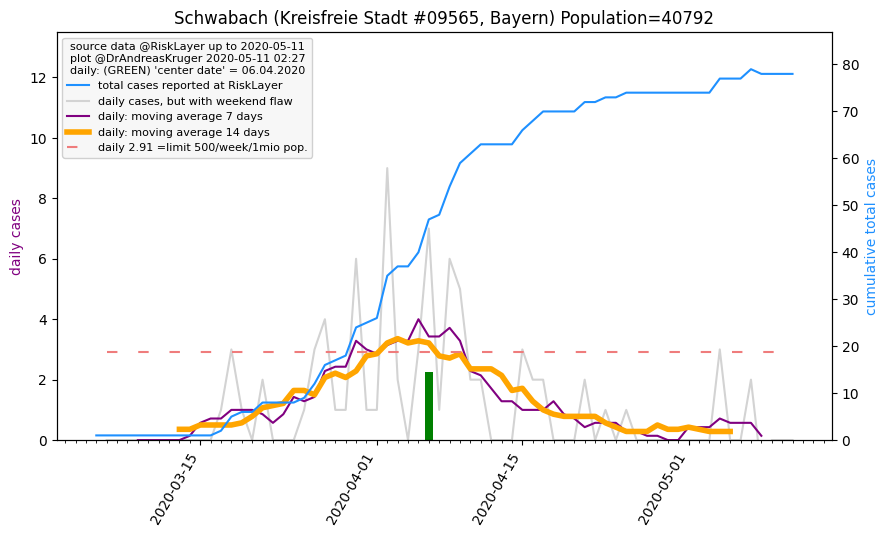 Schwabach (Kreisfreie Stadt #09565, Bayern) Population=40792
source data @RiskLayer up to 2020-05-11
plot @DrAndreasKruger 2020-05-11 02:27
daily: (GREEN) 'center date' = 06.04.2020
total cases reported at RiskLayer
daily cases, but with weekend flaw
daily: moving average 7 days
daily: moving average 14 days
daily 2.91 =limit 500/week/1mio pop.
daily cases
12
10
8
6
4
2
0
80
70
60
50
40
30
20
10
0
cumulative total cases
2020-03-15
2020-04-01
2020-04-15
2020-05-01